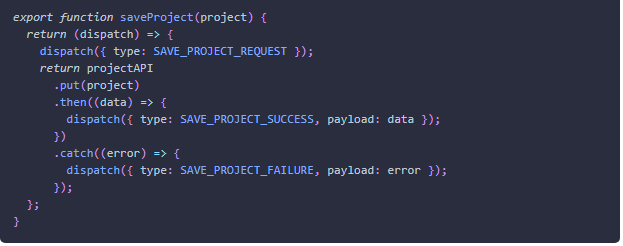 export function saveProject(project) {
  return (dispatch) => {
    dispatch({ type: SAVE_PROJECT_REQUEST });
    return projectAPI
      .put(project)
      .then((data) => {
        dispatch({ type: SAVE_PROJECT_SUCCESS, payload: data });
      })
      .catch((error) => {
        dispatch({ type: SAVE_PROJECT_FAILURE, payload: error });
      });
  };
}